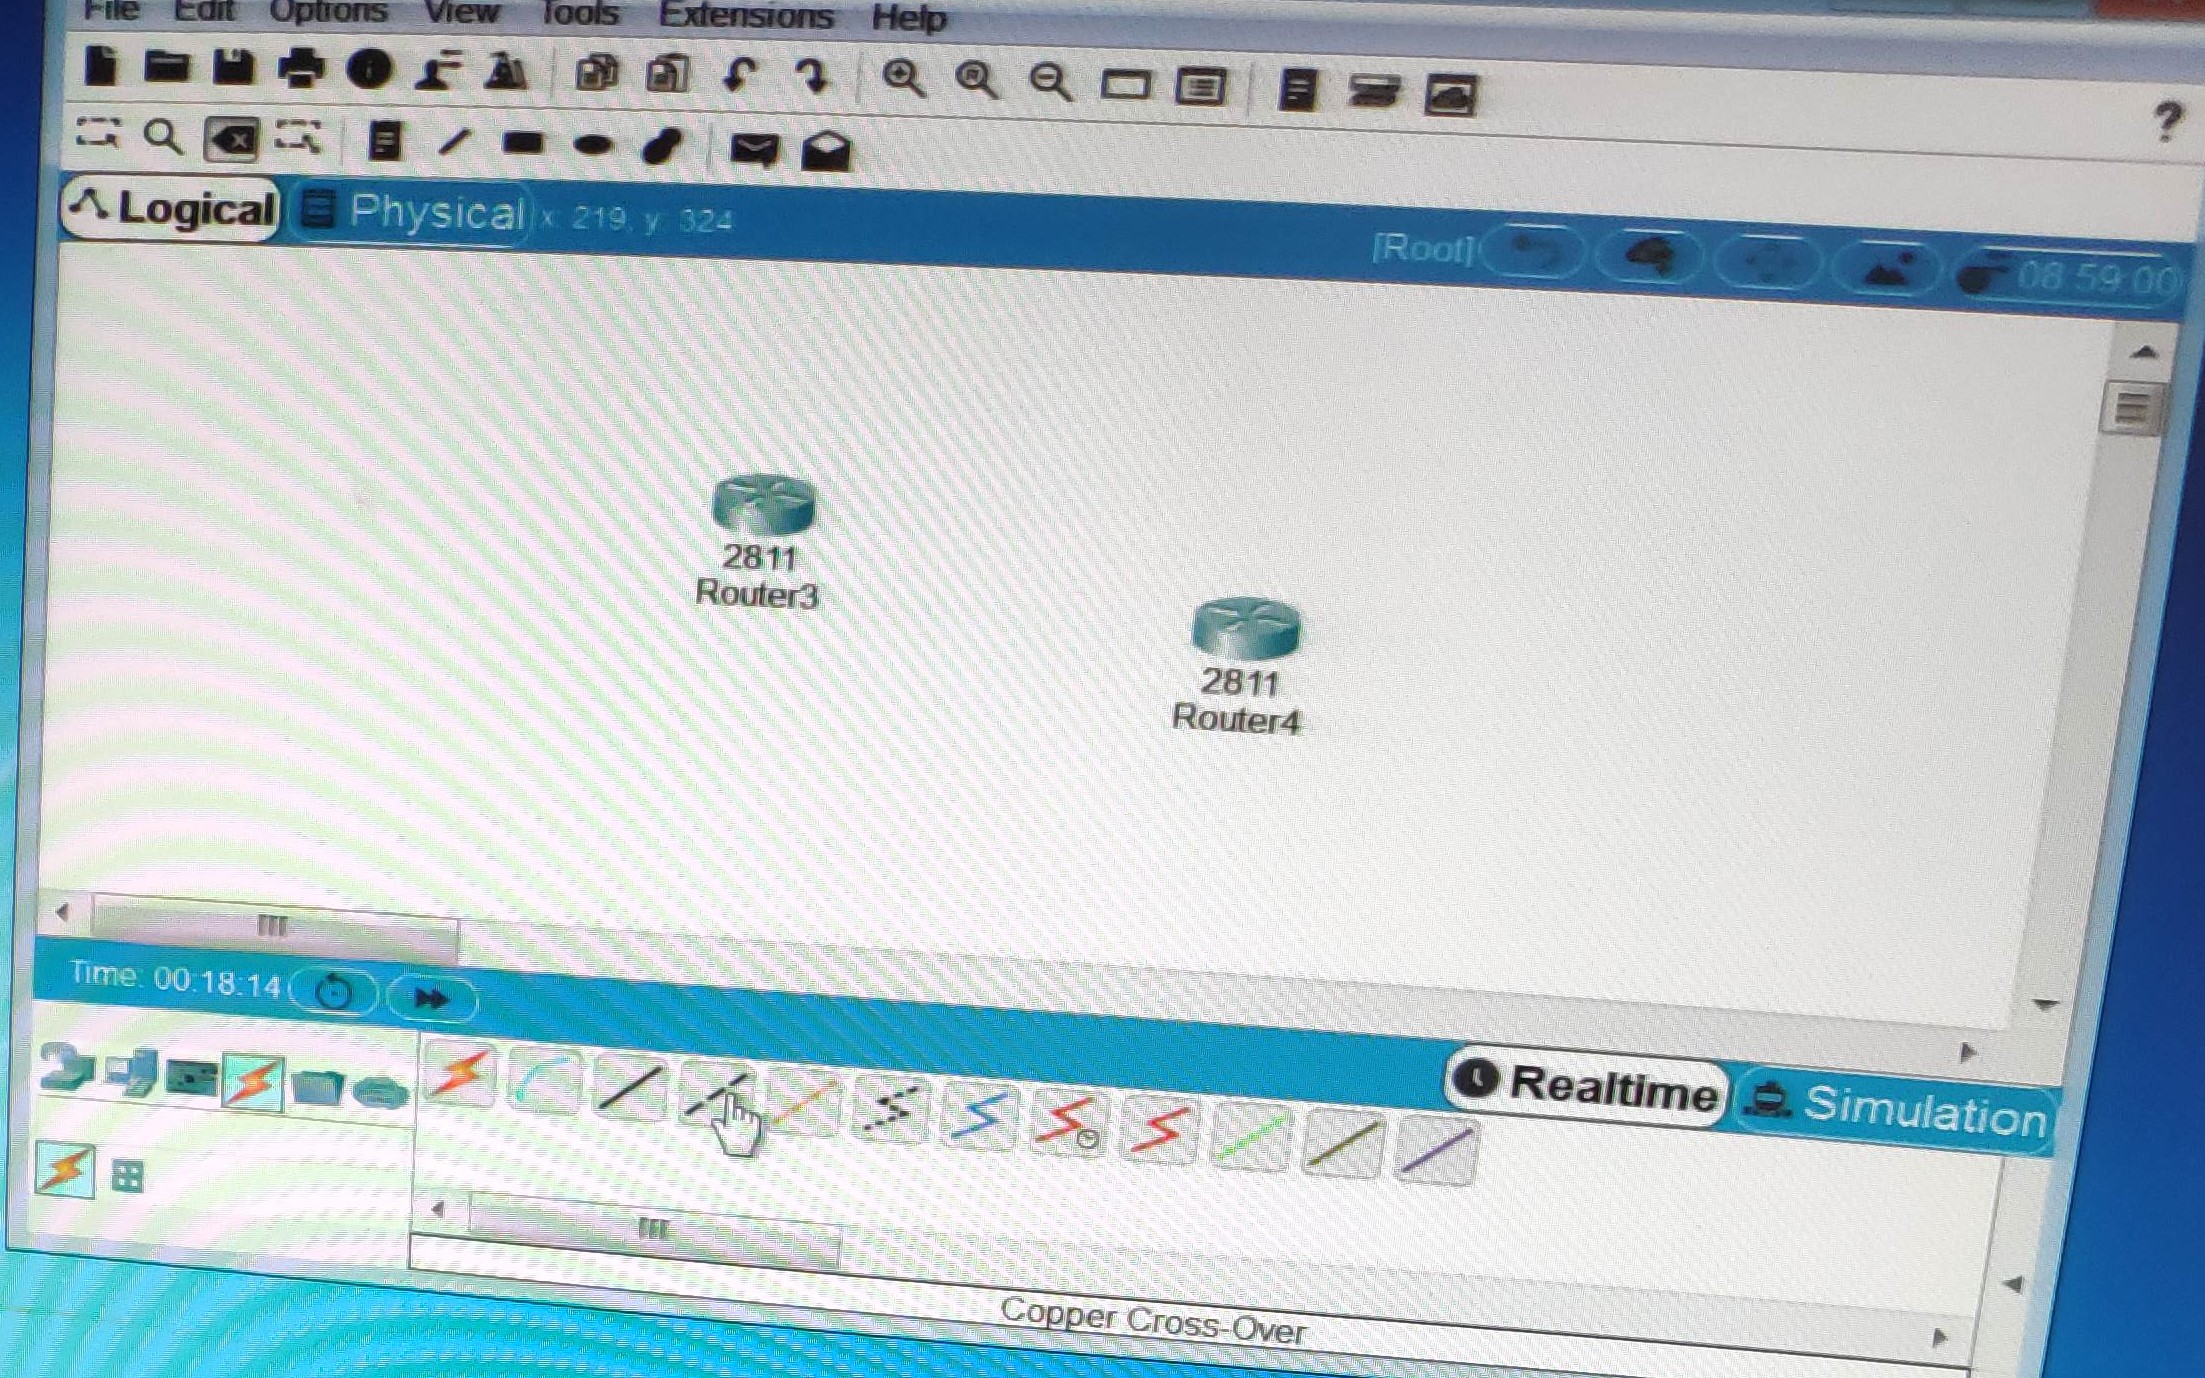 File Edit Options View Tools Extensions Help
?
Logical Physical x: 219, y: 324
[Root] 08:59:00
2811
Router3
2811
Router4
Time: 00:18:14
Realtime Simulation
Copper Cross-Over